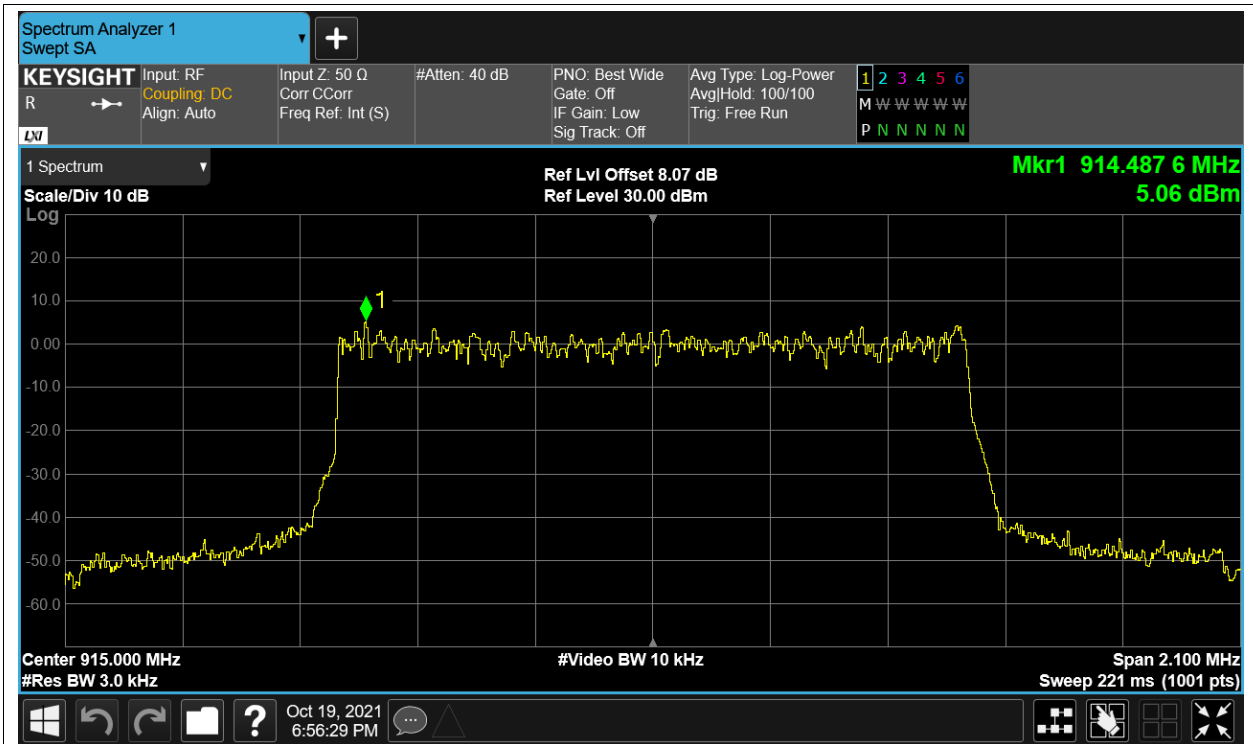 Spectrum Analyzer 1
Swept SA
KEYSIGHT
R
LXI
Input: RF
Coupling: DC
Align: Auto
Input Z: 50 Ω
Corr CCorr
Freq Ref: Int (S)
#Atten: 40 dB
PNO: Best Wide
Gate: Off
IF Gain: Low
Sig Track: Off
Avg Type: Log-Power
Avg|Hold: 100/100
Trig: Free Run
1 2 3 4 5 6
M W W W W W
P N N N N N
1 Spectrum
Scale/Div 10 dB
Log
Ref Lvl Offset 8.07 dB
Ref Level 30.00 dBm
Mkr1 914.487 6 MHz
5.06 dBm
20.0
10.0
1
0.00
-10.0
-20.0
-30.0
-40.0
-50.0
-60.0
Center 915.000 MHz
#Video BW 10 kHz
Span 2.100 MHz
#Res BW 3.0 kHz
Sweep 221 ms (1001 pts)
?
Oct 19, 2021
6:56:29 PM